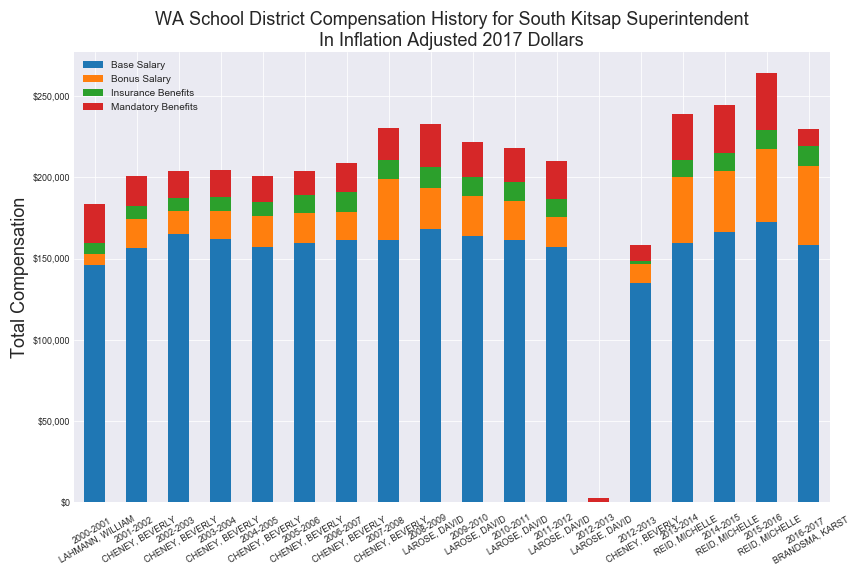 WA School District Compensation History for South Kitsap Superintendent
In Inflation Adjusted 2017 Dollars
Base Salary
Bonus Salary
Insurance Benefits
Mandatory Benefits
Total Compensation
$250,000
$200,000
$150,000
$100,000
$50,000
$0
2000-2001
LAHMANN, WILLIAM
2001-2002
CHENEY, BEVERLY
2002-2003
CHENEY, BEVERLY
2003-2004
CHENEY, BEVERLY
2004-2005
CHENEY, BEVERLY
2005-2006
CHENEY, BEVERLY
2006-2007
CHENEY, BEVERLY
2007-2008
CHENEY, BEVERLY
2008-2009
LAROSE, DAVID
2009-2010
LAROSE, DAVID
2010-2011
LAROSE, DAVID
2011-2012
LAROSE, DAVID
2012-2013
LAROSE, DAVID
2012-2013
CHENEY, BEVERLY
2013-2014
REID, MICHELLE
2014-2015
REID, MICHELLE
2015-2016
REID, MICHELLE
2016-2017
BRANDSMA, KARST